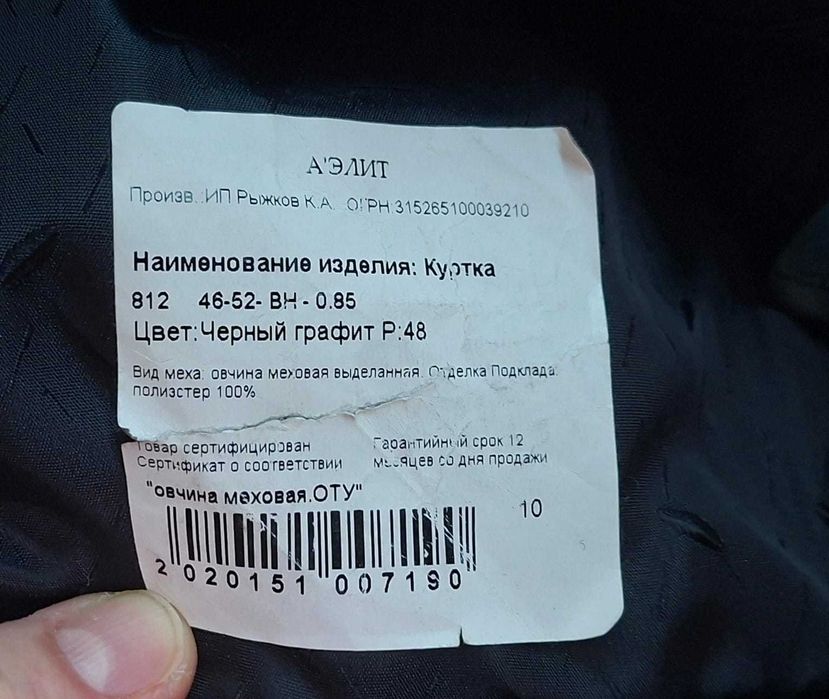 А'ЭЛИТ
Произв. ИП Рыжков К.А. ОГРН:315265100039210
Наименование изделия: Куртка
812 46-52- ВН - 0.85
Цвет:Черный графит Р:48
Вид меха: овчина меховая выделанная. Отделка Подклада:
полиэстер 100%
Товар сертифицирован
Сертификат о соответствии
Гарантийный срок 12
месяцев со дня продажи
"овчина меховая.ОТУ"
10
2 020151 007190